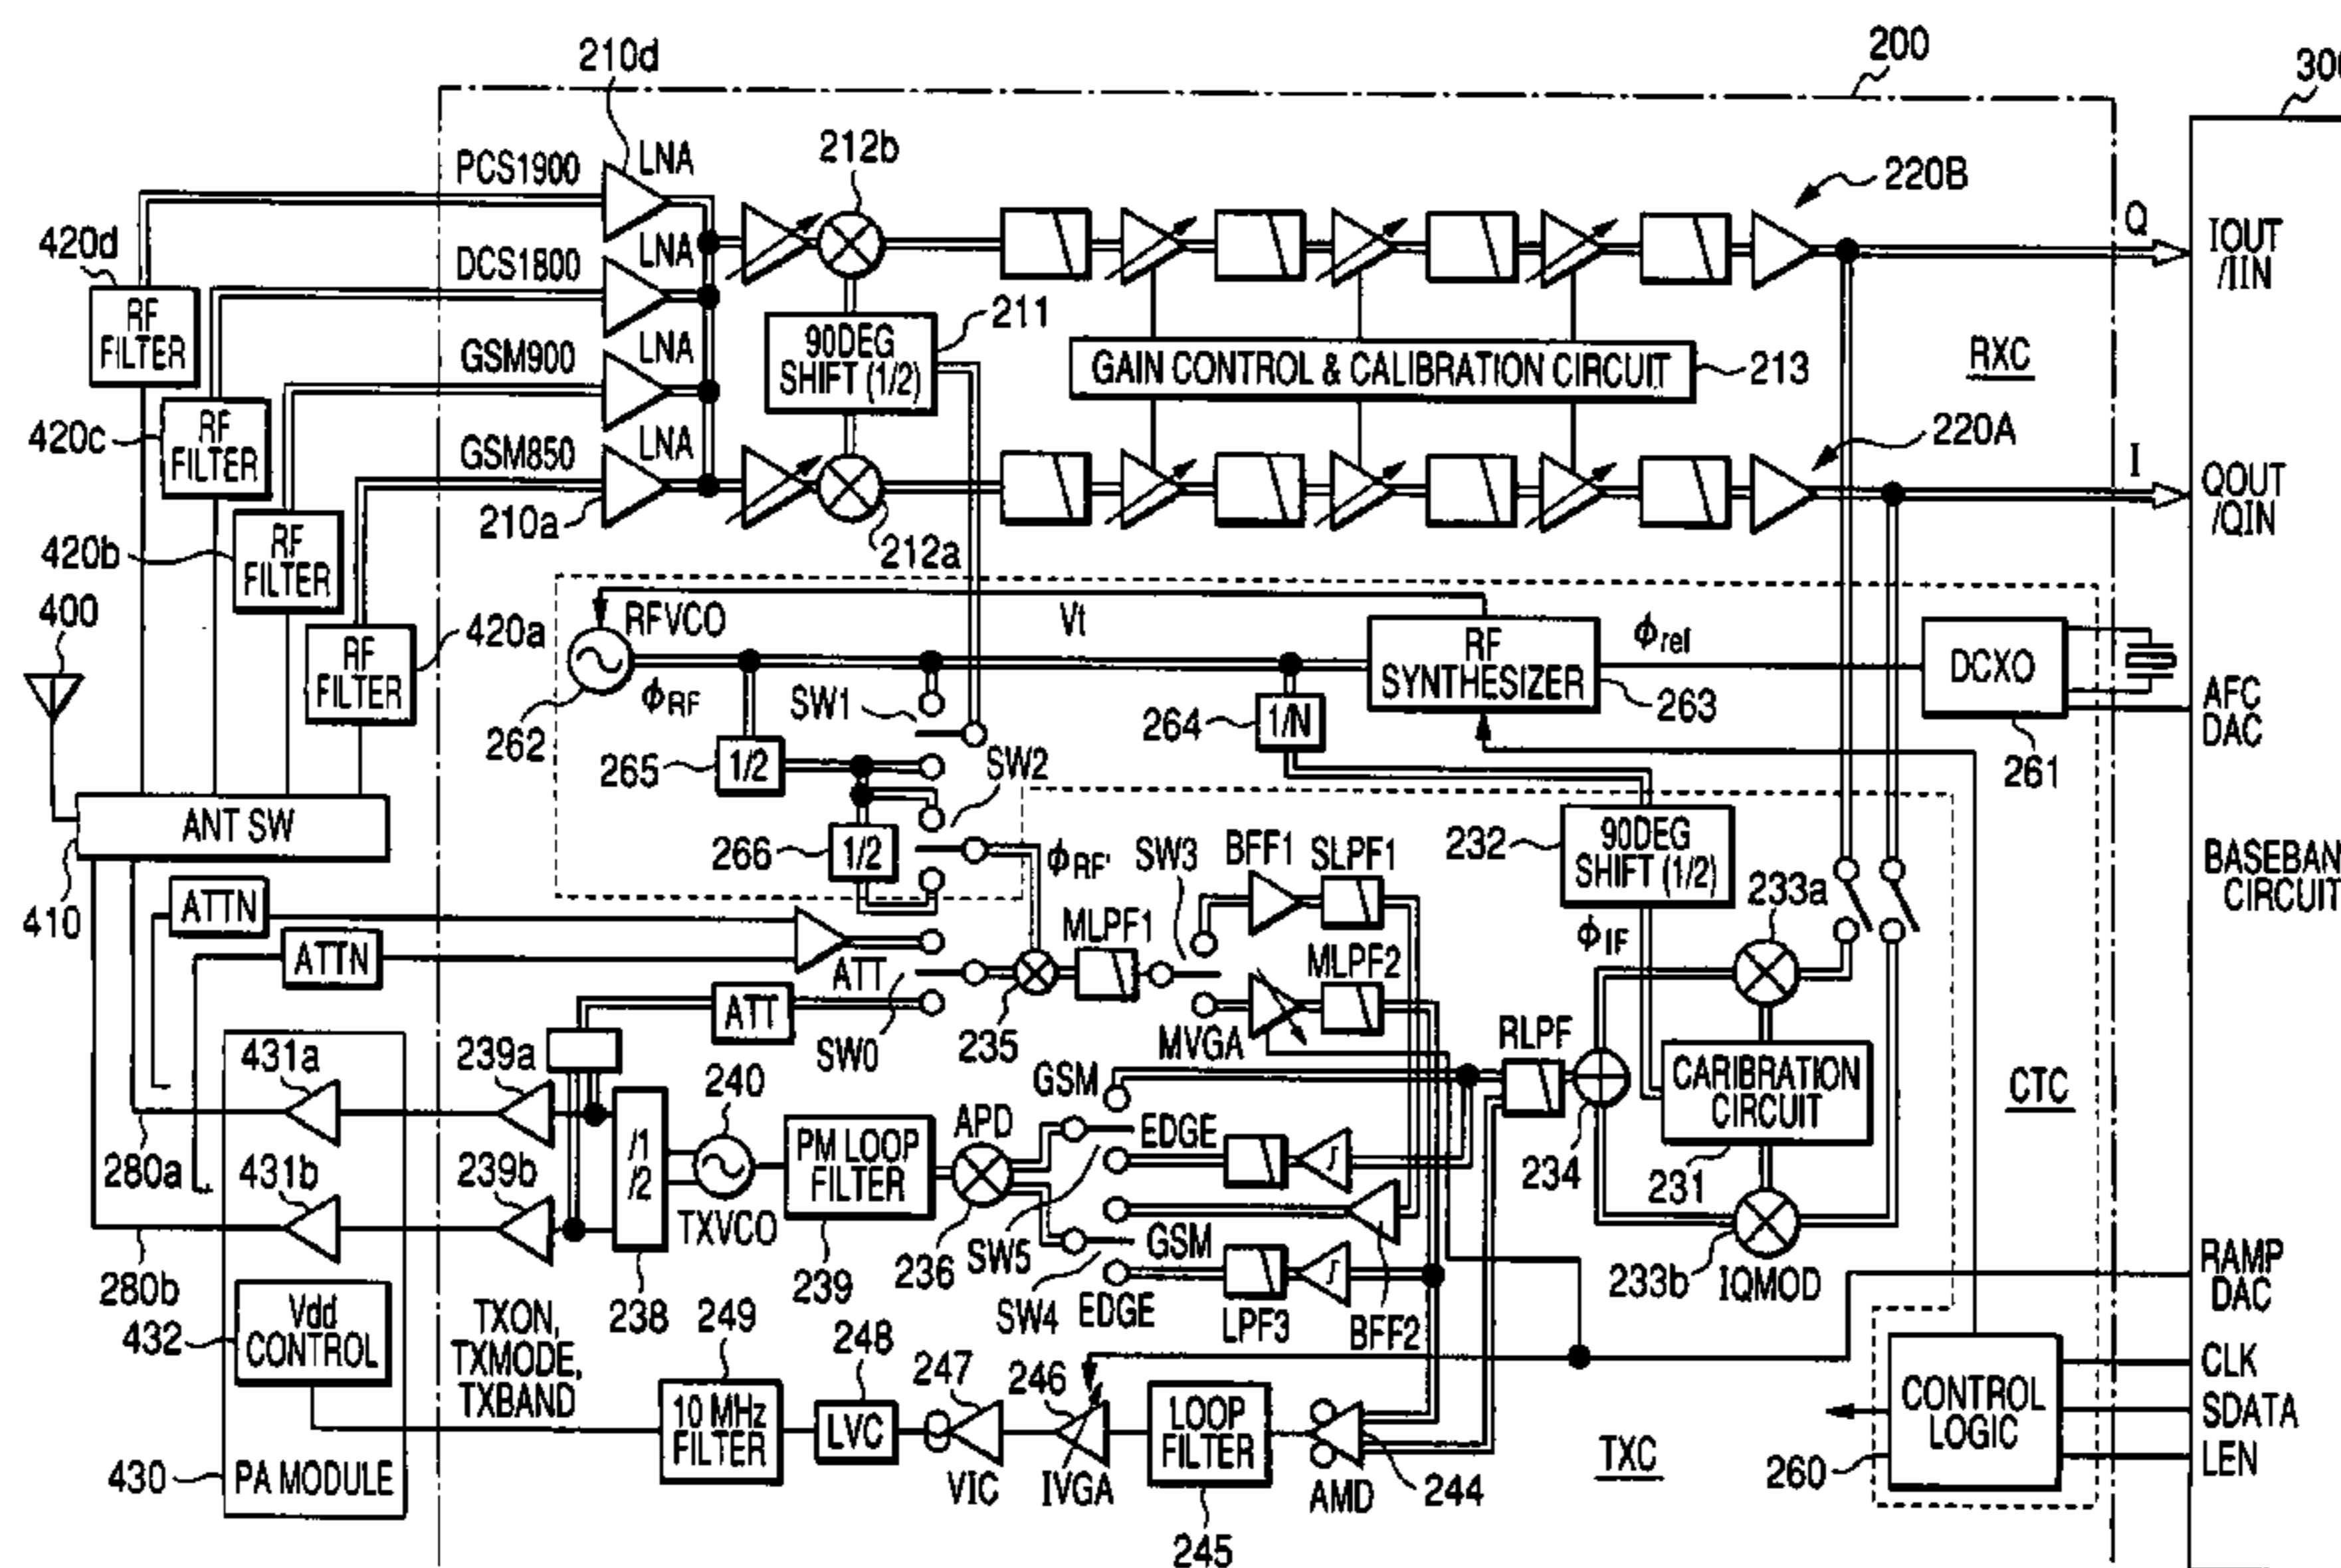 210d
200
300
PCS1900
LNA
212b
220B
Q
IOUT
/IIN
420d
RF
FILTER
DCS1800
LNA
211
90DEG
SHIFT (1/2)
GAIN CONTROL & CALIBRATION CIRCUIT
213
RXC
420c
RF
FILTER
GSM900
LNA
GSM850
LNA
210a
212a
220A
I
QOUT
/QIN
420b
RF
FILTER
400
420a
RF
FILTER
RFVCO
Vt
RF
SYNTHESIZER
ϕref
DCXO
262
ϕRF
SW1
264
1/N
263
261
AFC
DAC
265
1/2
SW2
ANT SW
410
266
1/2
ϕRF'
SW3
BFF1
SLPF1
232
90DEG
SHIFT (1/2)
233a
BASEBAN
CIRCUIT
ATTN
ATTN
ATT
MLPF1
MLPF2
ϕIF
ATT
SW0
235
MVGA
RLPF
431a
239a
240
GSM
CARIBRATION
CIRCUIT
CTC
280a
431b
239b
/1
/2
TXVCO
PM LOOP
FILTER
APD
EDGE
234
231
280b
238
239
236
SW5
GSM
SW4
EDGE
LPF3
BFF2
233b
IQMOD
RAMP
DAC
432
Vdd
CONTROL
TXON,
TXMODE,
TXBAND
249
10 MHz
FILTER
248
LVC
247
VIC
246
IVGA
LOOP
FILTER
245
AMD
244
TXC
260
CONTROL
LOGIC
CLK
SDATA
LEN
430
PA MODULE